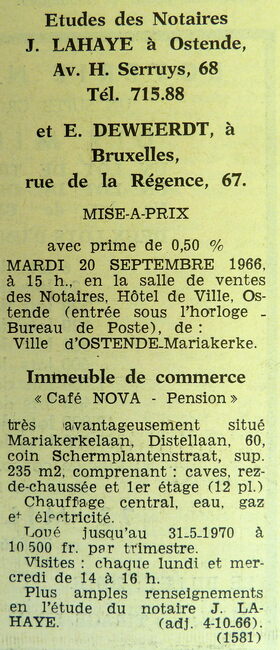 Etudes des Notaires
J. LAHAYE à Ostende,
Av. H. Serruys, 68
Tél. 715.88
et E. DEWEERDT, à
Bruxelles,
rue de la Régence, 67.
MISE-A-PRIX
avec prime de 0,50 %
MARDI 20 SEPTEMBRE 1966,
à 15 h., en la salle de ventes
des Notaires, Hôtel de Ville, Os-
tende (entrée sous l'horloge -
Bureau de Poste), de :
Ville d'OSTENDE-Mariakerke.
Immeuble de commerce
« Café NOVA - Pension »
très avantageusement situé
Mariakerkelaan, Distellaan, 60,
coin Schermplantenstraat, sup.
235 m2, comprenant : caves, rez-
de-chaussée et 1er étage (12 pl.)
Chauffage central, eau, gaz
et électricité.
Loué jusqu'au 31-5-1970 à
10 500 fr. par trimestre.
Visites : chaque lundi et mer-
credi de 14 à 16 h.
Plus amples renseignements
en l'étude du notaire J. LA-
HAYE. (adj. 4-10-66).
(1581)